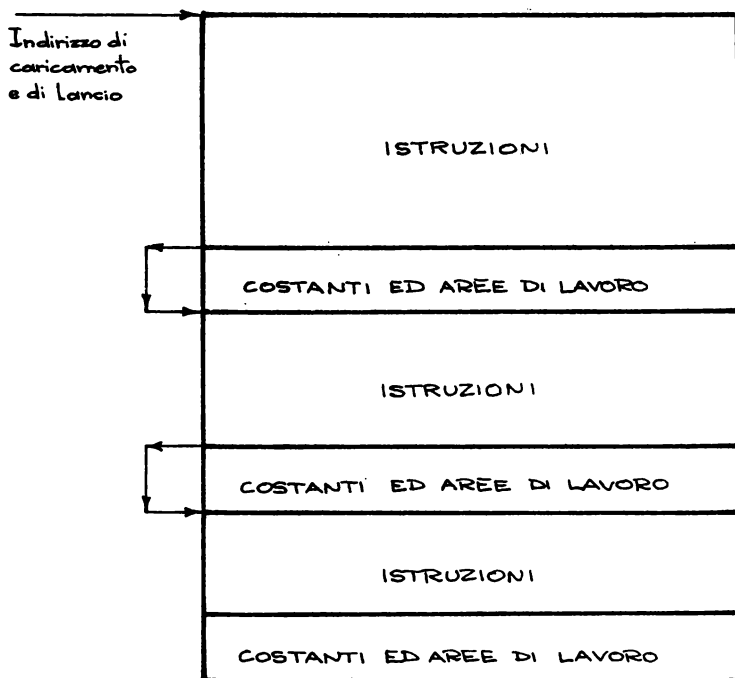 Indirizzo di
caricamento
e di Lancio
ISTRUZIONI
COSTANTI ED AREE DI LAVORO
ISTRUZIONI
COSTANTI ED AREE DI LAVORO
ISTRUZIONI
COSTANTI ED AREE DI LAVORO